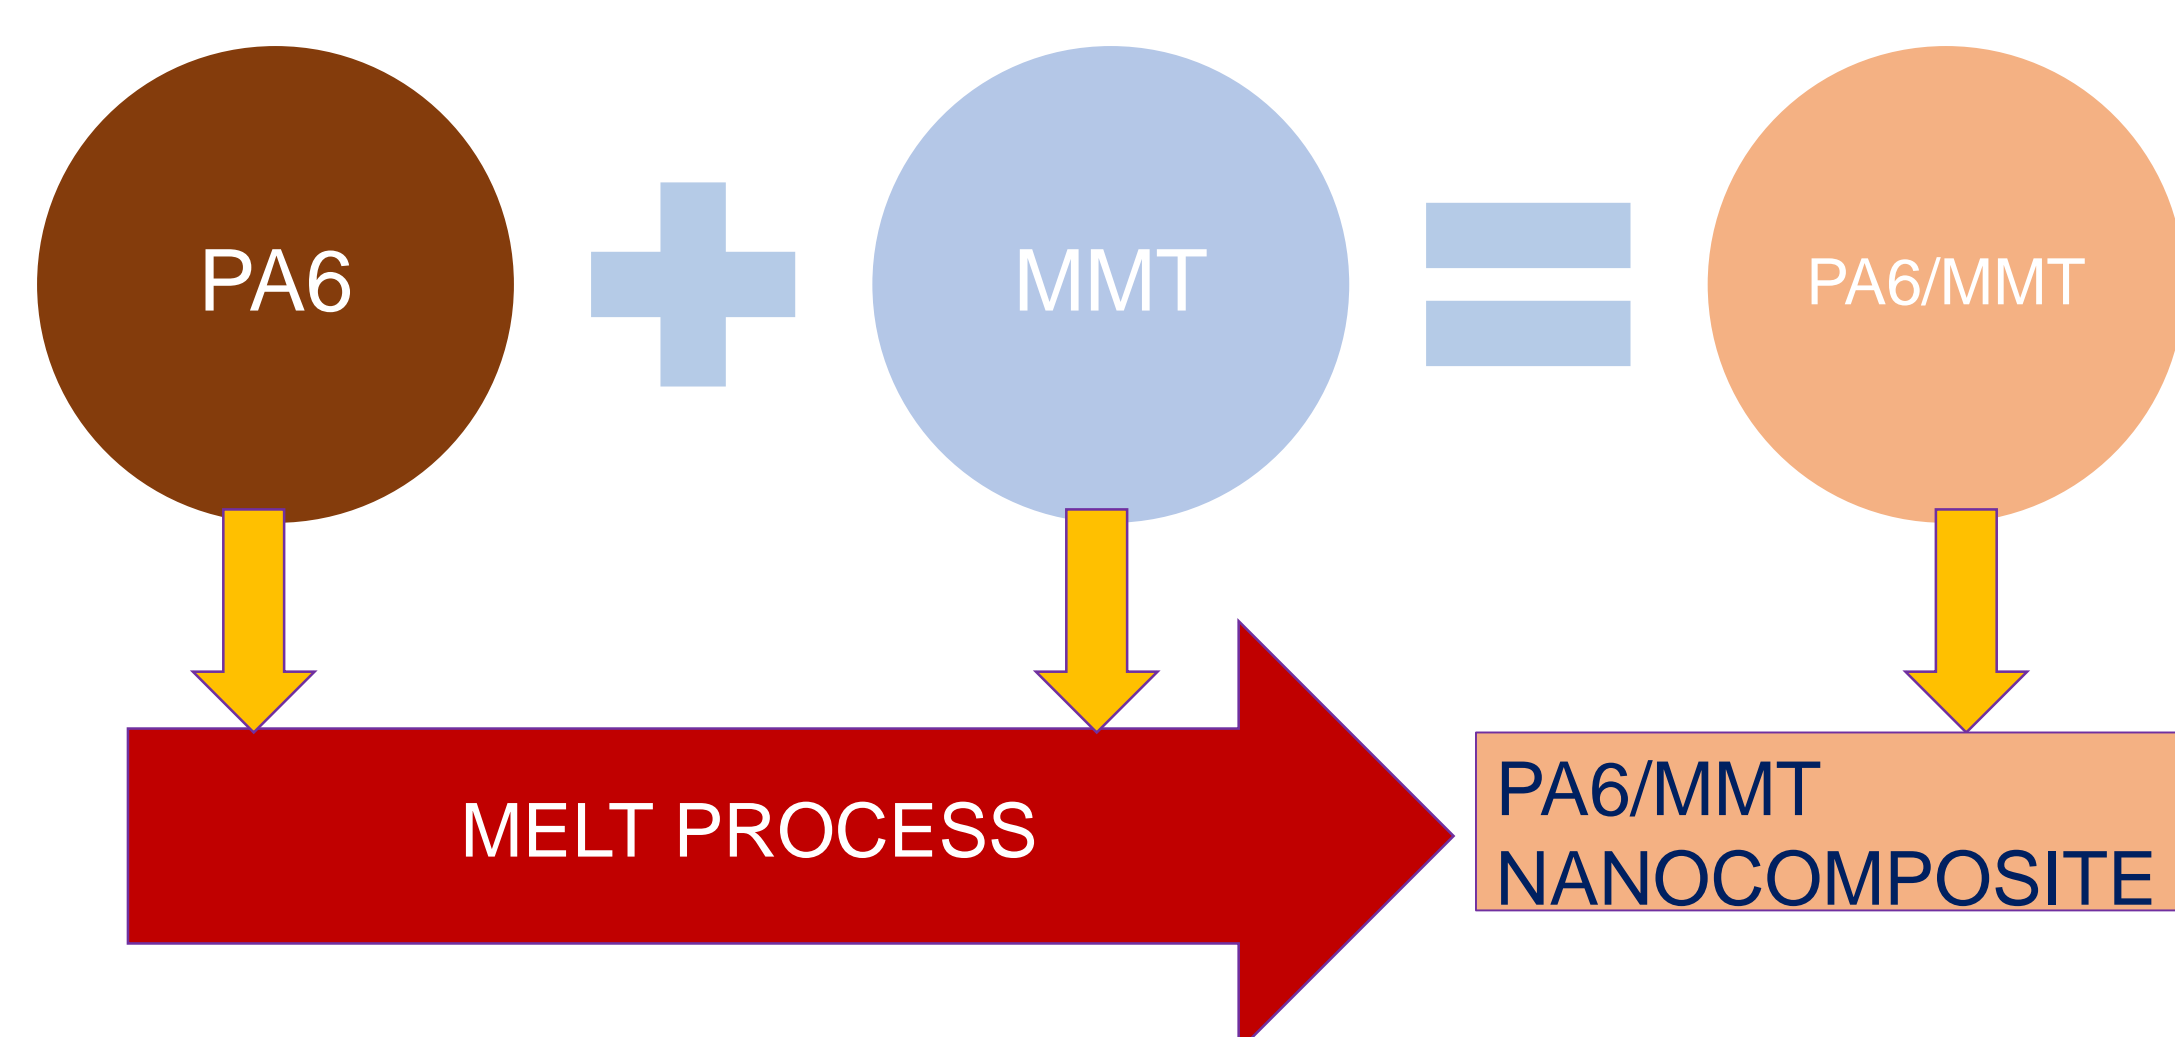 PA6
MMT
PA6/MMT
MELT PROCESS
PA6/MMT
NANOCOMPOSITE